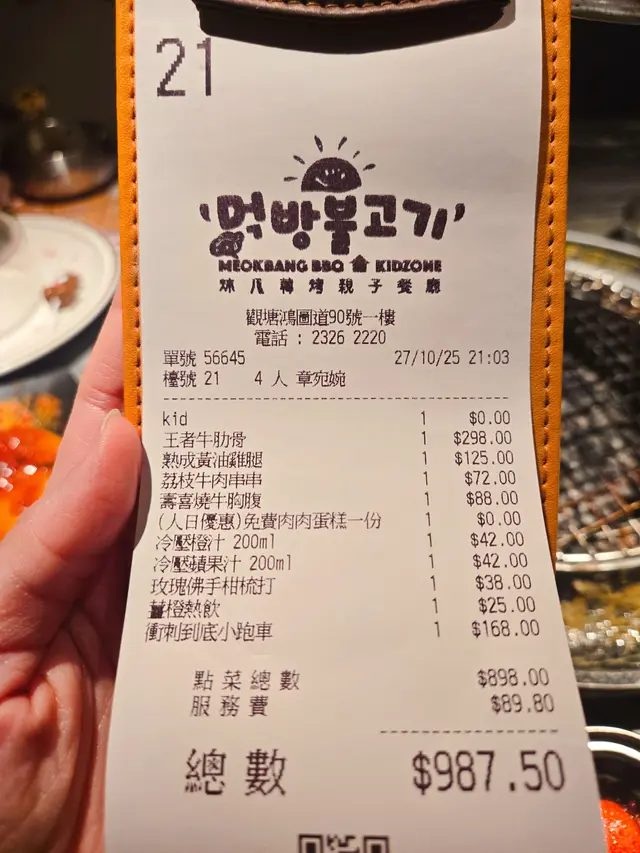 21
'먹방불고기'
MEOKBANG BBQ KIDZONE
炑八韓烤親子餐廳
觀塘鴻圖道90號一樓
電話 : 2326 2220
單號 56645 27/10/25 21:03
檯號 21 4 人 章宛婉
kid 1 $0.00
王者牛肋骨 1 $298.00
熟成黃油雞腿 1 $125.00
荔枝牛肉串串 1 $72.00
壽喜燒牛胸腹 1 $88.00
(人日優惠)免費肉肉蛋糕一份 1 $0.00
冷壓橙汁 200ml 1 $42.00
冷壓蘋果汁 200ml 1 $42.00
玫瑰佛手柑梳打 1 $38.00
薑橙熱飲 1 $25.00
衝刺到底小跑車 1 $168.00
點菜總數 $898.00
服務費 $89.80
總數 $987.50